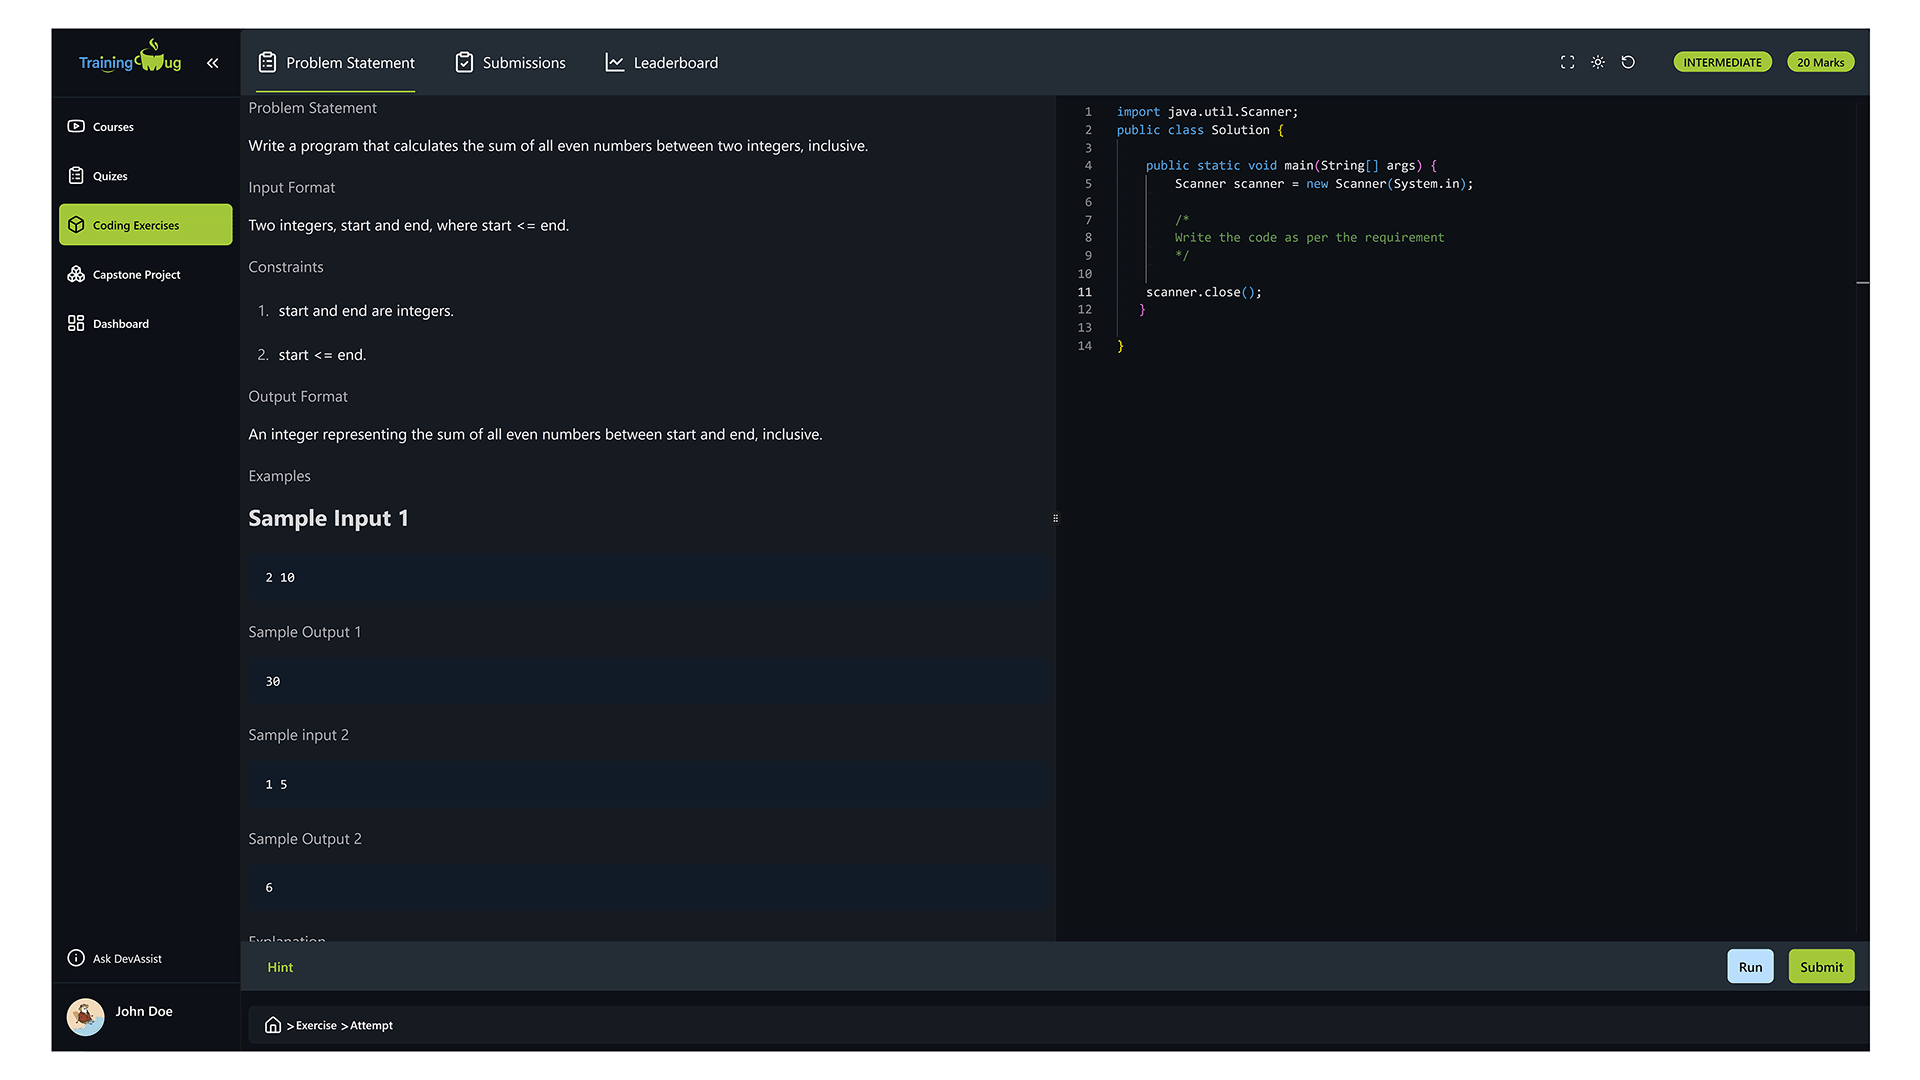 TrainingMug
Courses
Quizes
Coding Exercises
Capstone Project
Dashboard
Ask DevAssist
John Doe
Problem Statement
Submissions
Leaderboard
INTERMEDIATE
20 Marks
Problem Statement
Write a program that calculates the sum of all even numbers between two integers, inclusive.
Input Format
Two integers, start and end, where start <= end.
Constraints
1. start and end are integers.
2. start <= end.
Output Format
An integer representing the sum of all even numbers between start and end, inclusive.
Examples
Sample Input 1
2 10
Sample Output 1
30
Sample input 2
1 5
Sample Output 2
6
Explanation
1 import java.util.Scanner;
2 public class Solution {
3
4 public static void main(String[] args) {
5 Scanner scanner = new Scanner(System.in);
6
7 /*
8 Write the code as per the requirement
9 */
10
11 scanner.close();
12 }
13
14 }
Hint
Run
Submit
> Exercise > Attempt